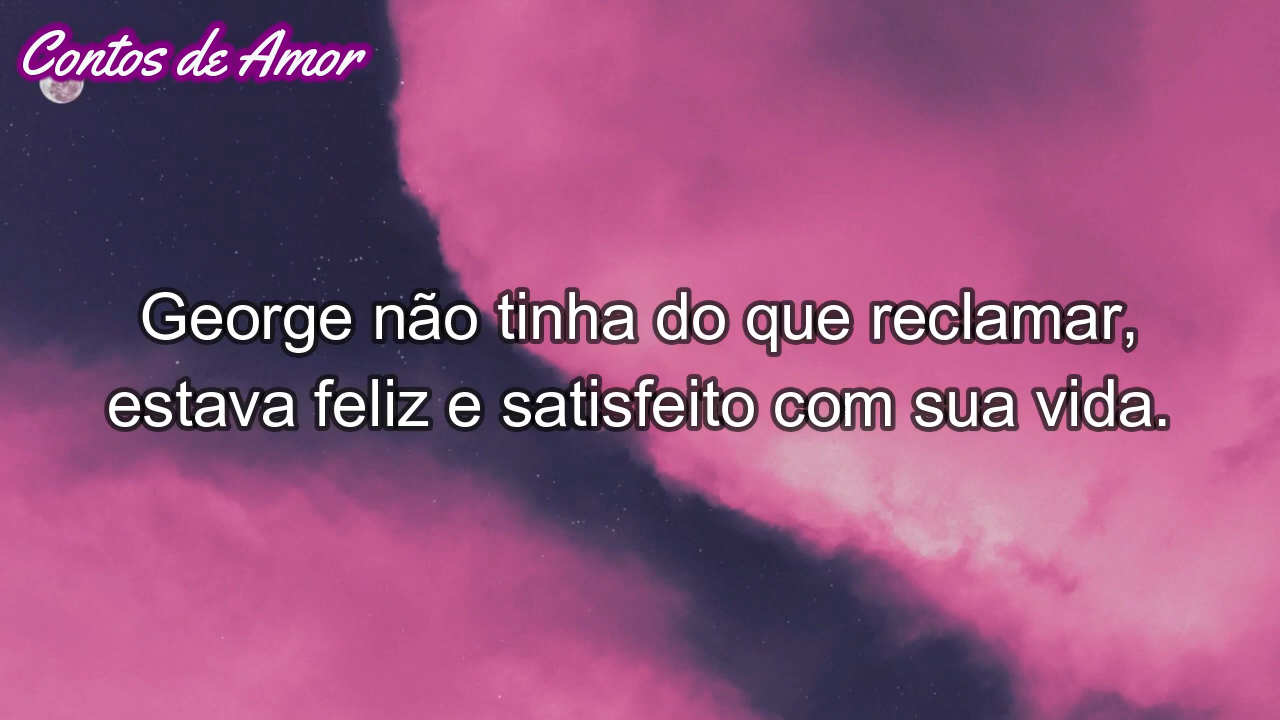 Contos de Amor
George não tinha do que reclamar,
estava feliz e satisfeito com sua vida.